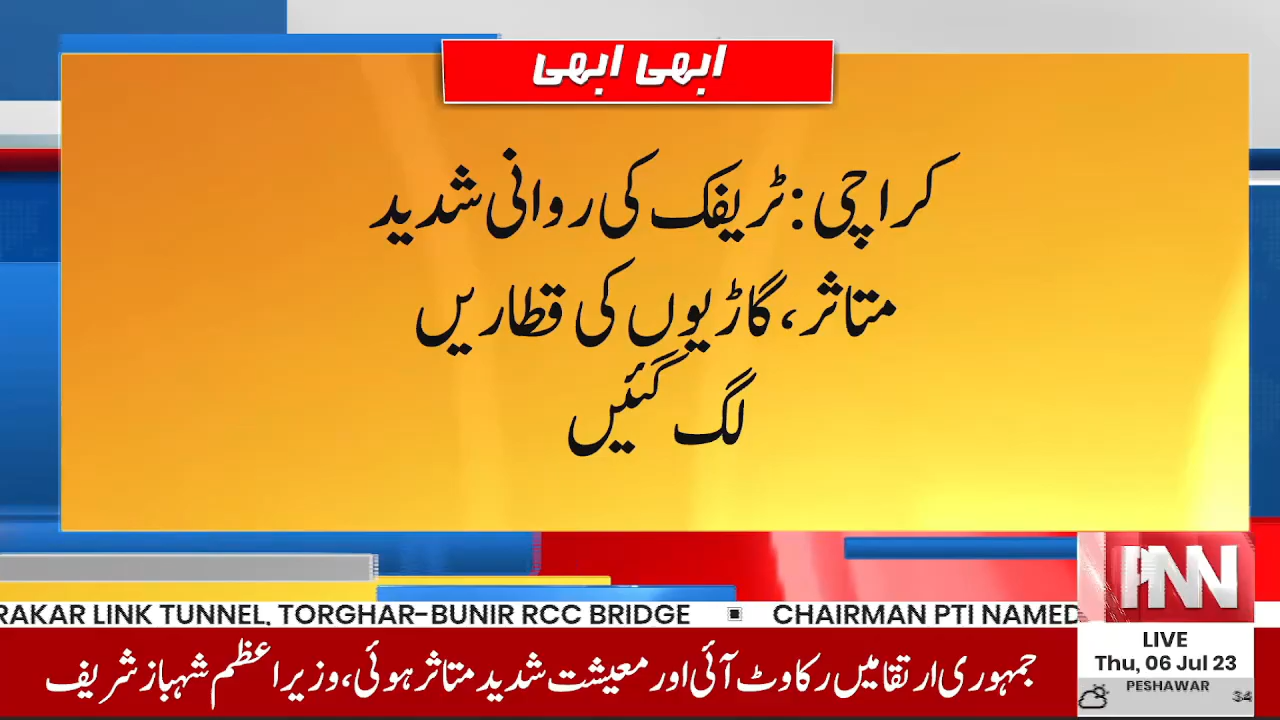 ابھی ابھی
کراچی: ٹریفک کی روانی شدید
متاثر، گاڑیوں کی قطاریں
لگ گئیں
PNN
RAKAR LINK TUNNEL, TORGHAR-BUNIR RCC BRIDGE CHAIRMAN PTI NAMED
LIVE
Thu, 06 Jul 23
جمہوری ارتقا میں رکاوٹ آئی اور معیشت شدید متاثر ہوئی، وزیراعظم شہباز شریف
PESHAWAR
34